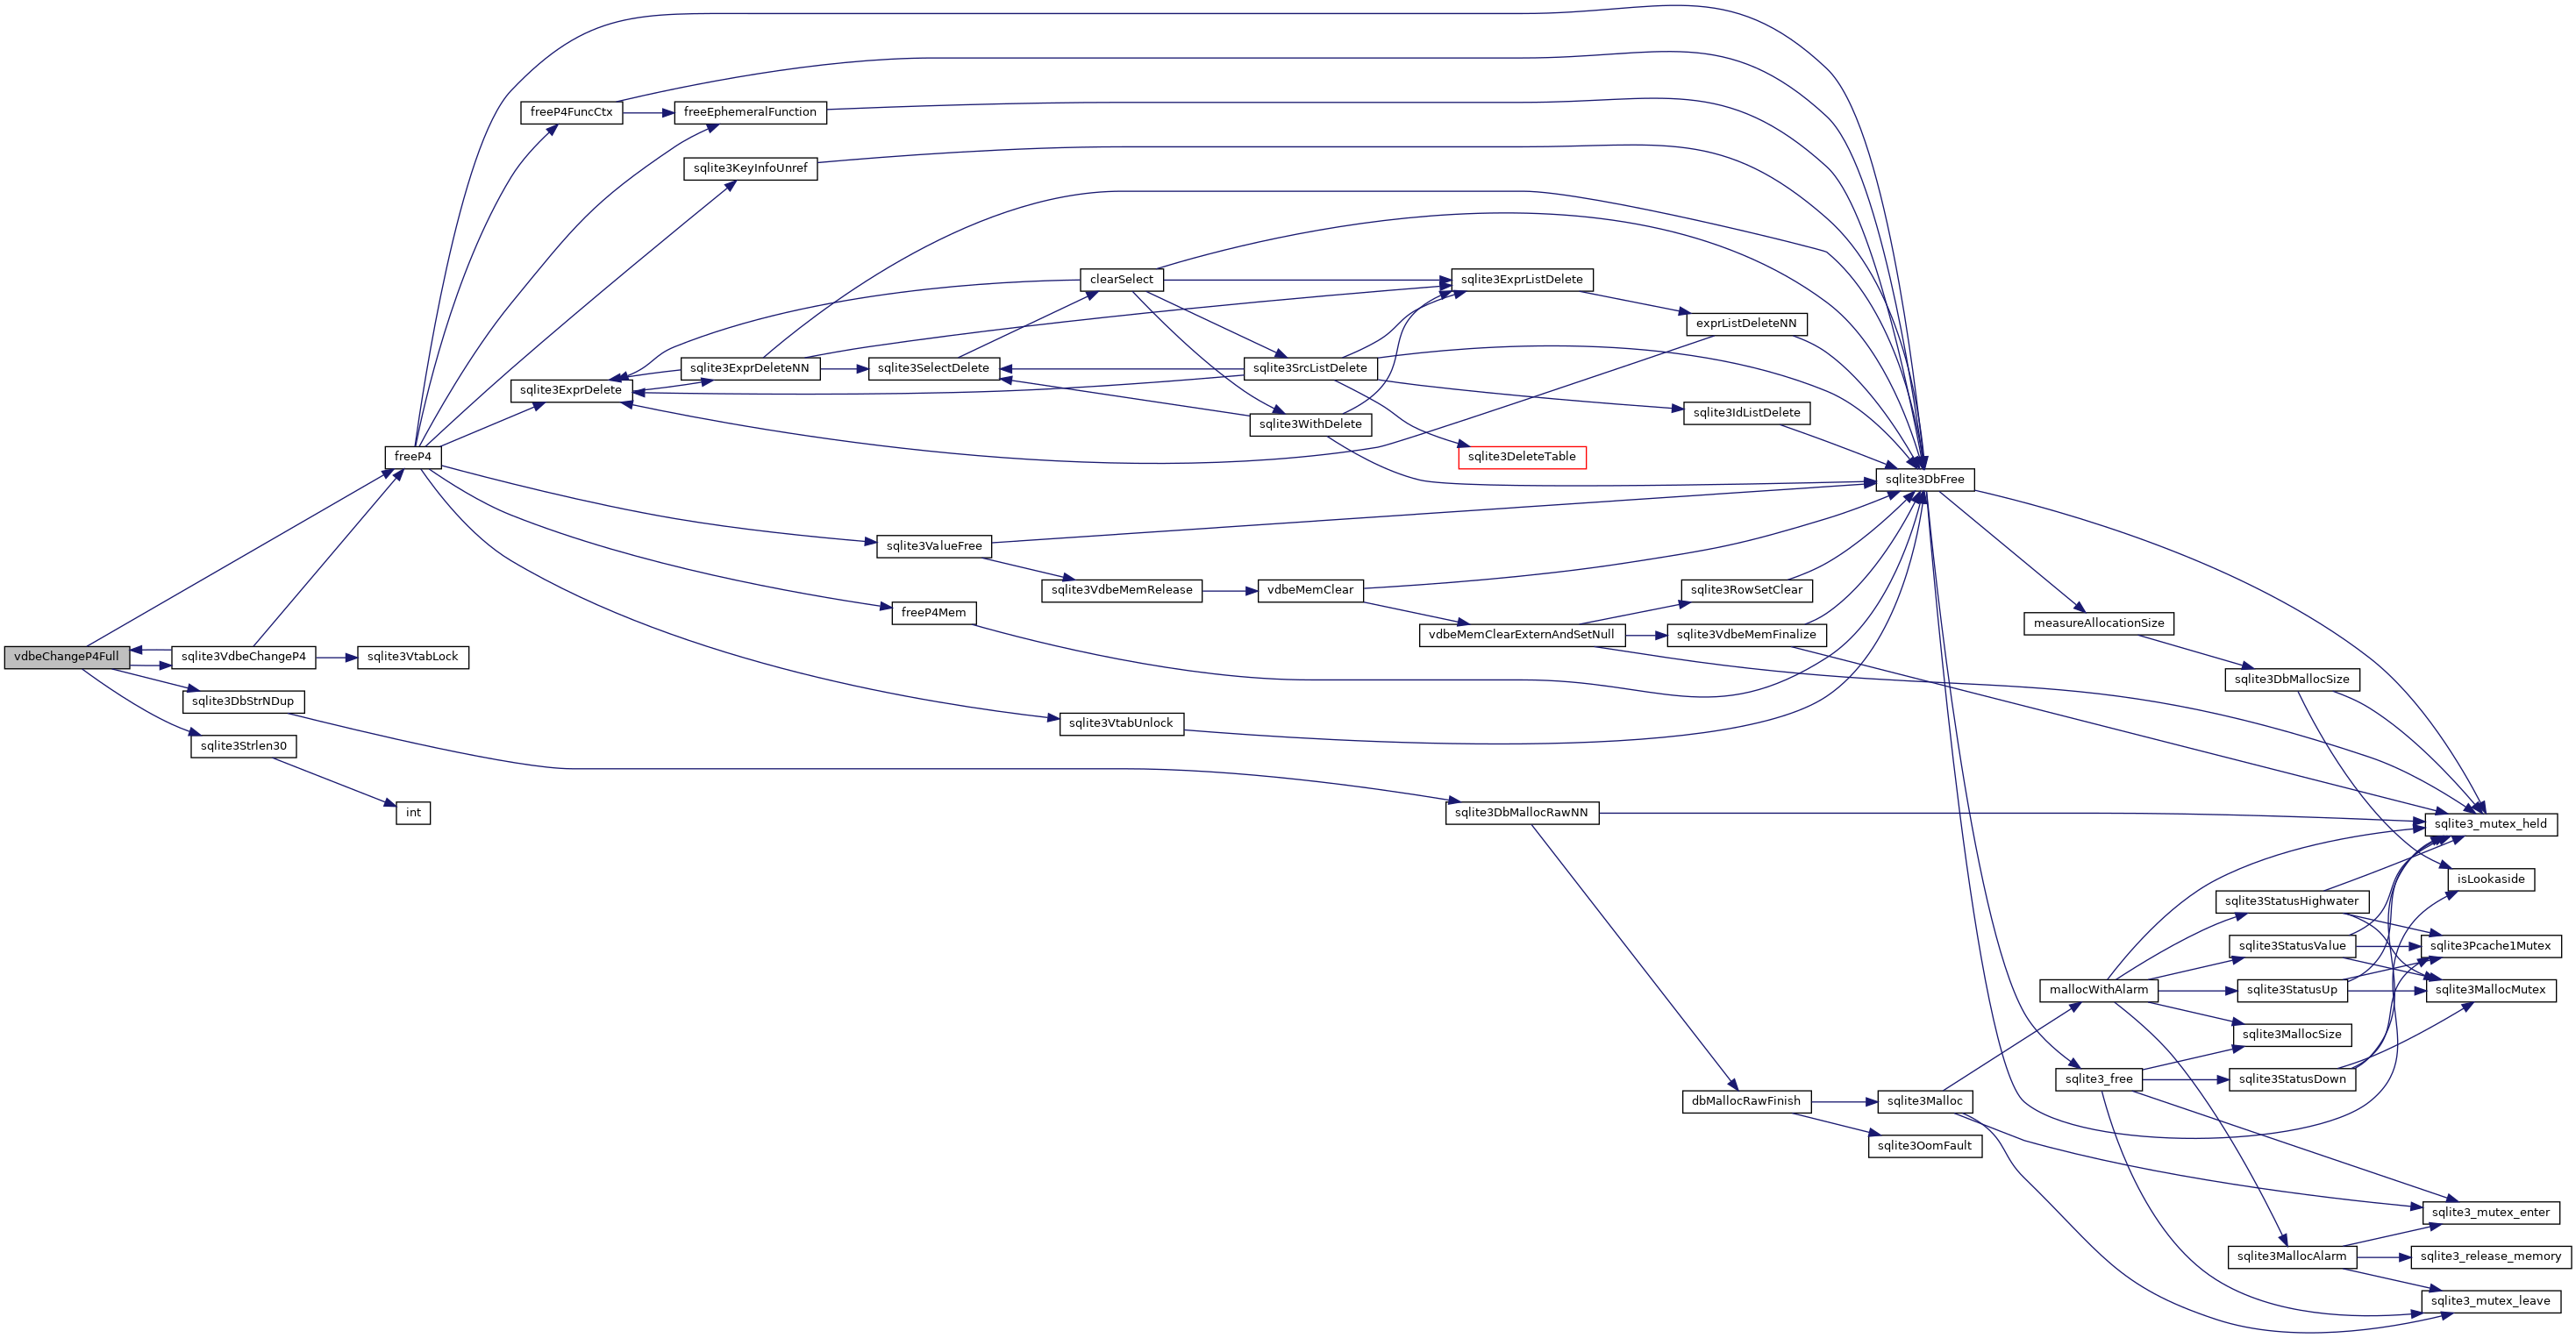 freeP4FuncCtx
freeEphemeralFunction
sqlite3KeyInfoUnref
clearSelect
sqlite3ExprListDelete
exprListDeleteNN
sqlite3ExprDeleteNN
sqlite3SelectDelete
sqlite3SrcListDelete
sqlite3ExprDelete
sqlite3IdListDelete
sqlite3WithDelete
freeP4
sqlite3DeleteTable
sqlite3DbFree
sqlite3ValueFree
sqlite3VdbeMemRelease
vdbeMemClear
sqlite3RowSetClear
freeP4Mem
measureAllocationSize
vdbeMemClearExternAndSetNull
sqlite3VdbeMemFinalize
vdbeChangeP4Full
sqlite3VdbeChangeP4
sqlite3VtabLock
sqlite3DbMallocSize
sqlite3DbStrNDup
sqlite3VtabUnlock
sqlite3Strlen30
int
sqlite3DbMallocRawNN
sqlite3_mutex_held
isLookaside
sqlite3StatusHighwater
sqlite3StatusValue
sqlite3Pcache1Mutex
mallocWithAlarm
sqlite3StatusUp
sqlite3MallocMutex
sqlite3MallocSize
sqlite3_free
sqlite3StatusDown
dbMallocRawFinish
sqlite3Malloc
sqlite3OomFault
sqlite3_mutex_enter
sqlite3MallocAlarm
sqlite3_release_memory
sqlite3_mutex_leave